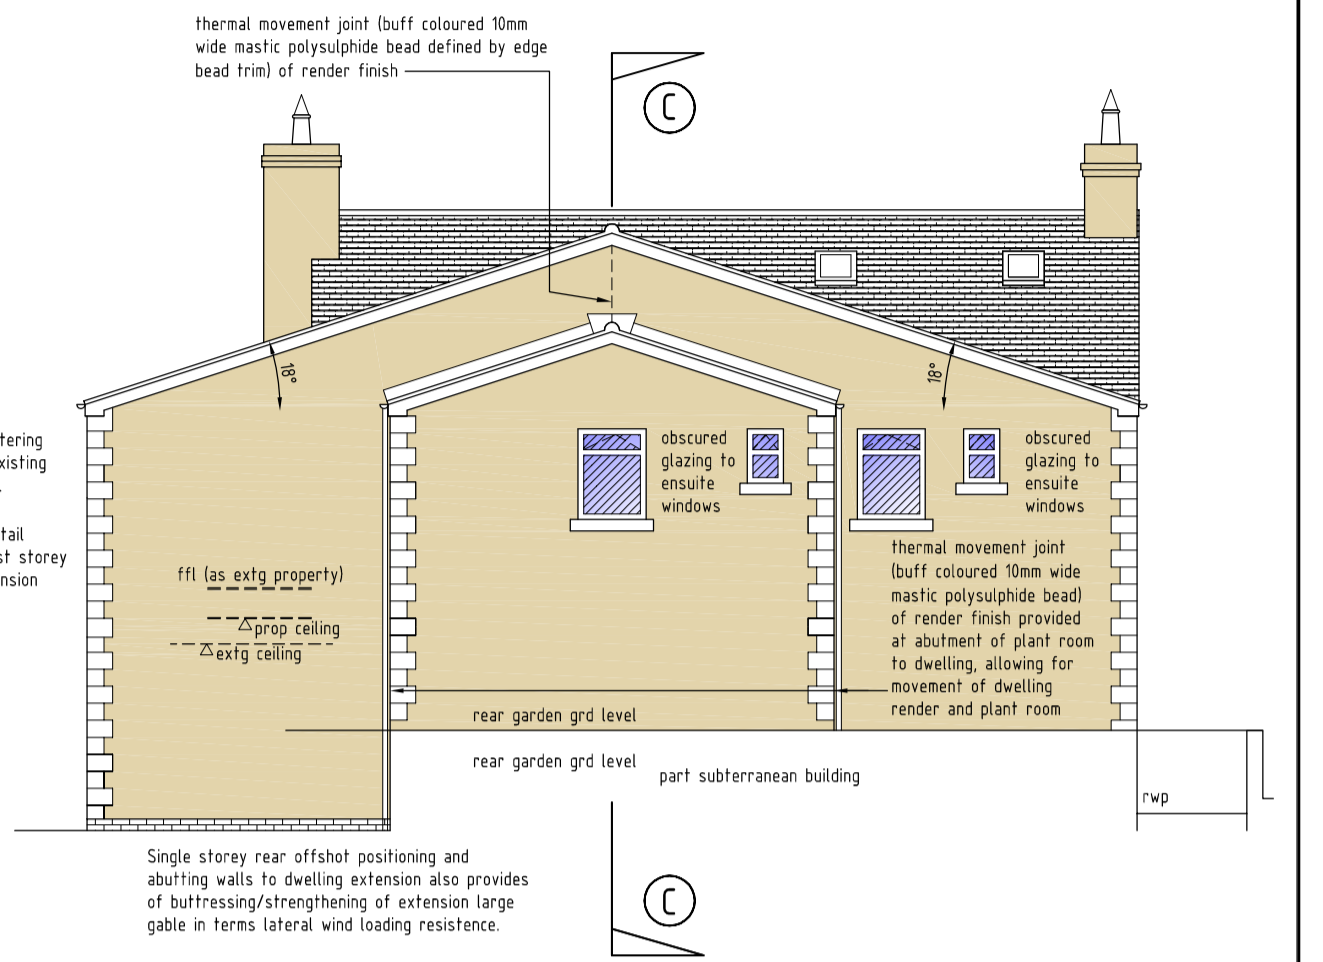 thermal movement joint (buff coloured 10mm
wide mastic polysulphide bead defined by edge
bead trim) of render finish
C
18°
18°
tering
xisting
.
tail
st storey
nsion
obscured
glazing to
ensuite
windows
obscured
glazing to
ensuite
windows
ffl (as extg property)
prop ceiling
extg ceiling
thermal movement joint
(buff coloured 10mm wide
mastic polysulphide bead)
of render finish provided
at abutment of plant room
to dwelling, allowing for
movement of dwelling
render and plant room
rear garden grd level
rear garden grd level
part subterranean building
rwp
Single storey rear offshot positioning and
abutting walls to dwelling extension also provides
of buttressing/strengthening of extension large
gable in terms lateral wind loading resistence.
C